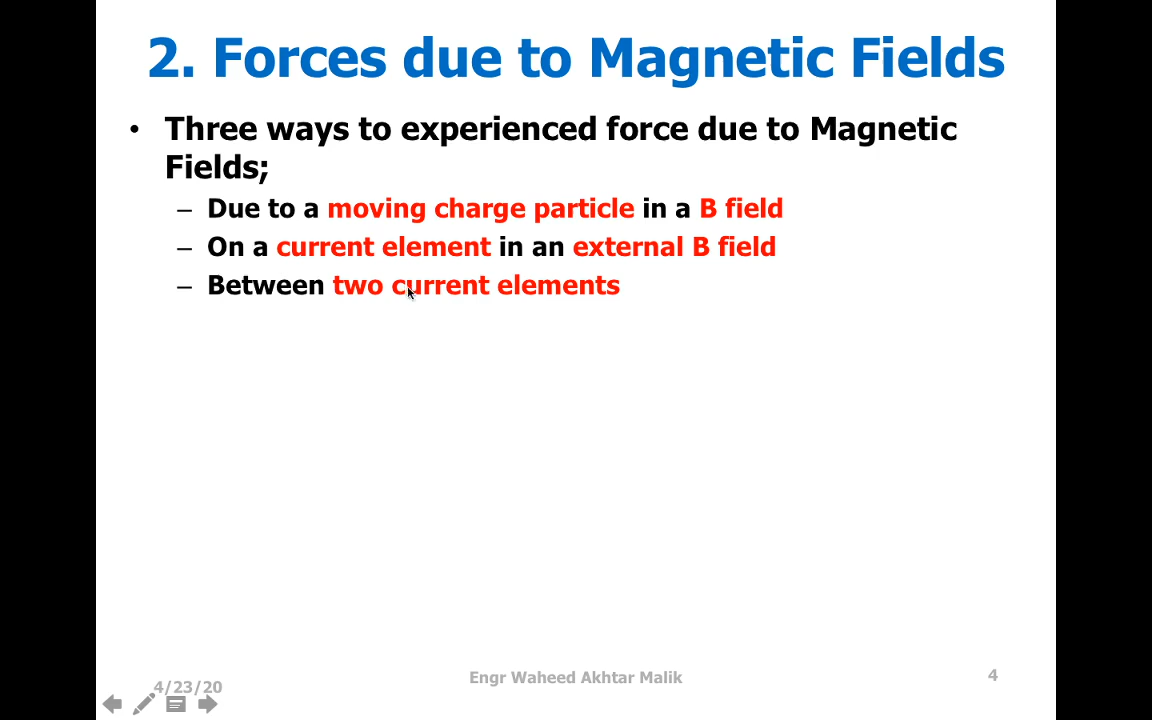 2. Forces due to Magnetic Fields
• Three ways to experienced force due to Magnetic
Fields;
– Due to a moving charge particle in a B field
– On a current element in an external B field
– Between two current elements
4/23/20
Engr Waheed Akhtar Malik
4